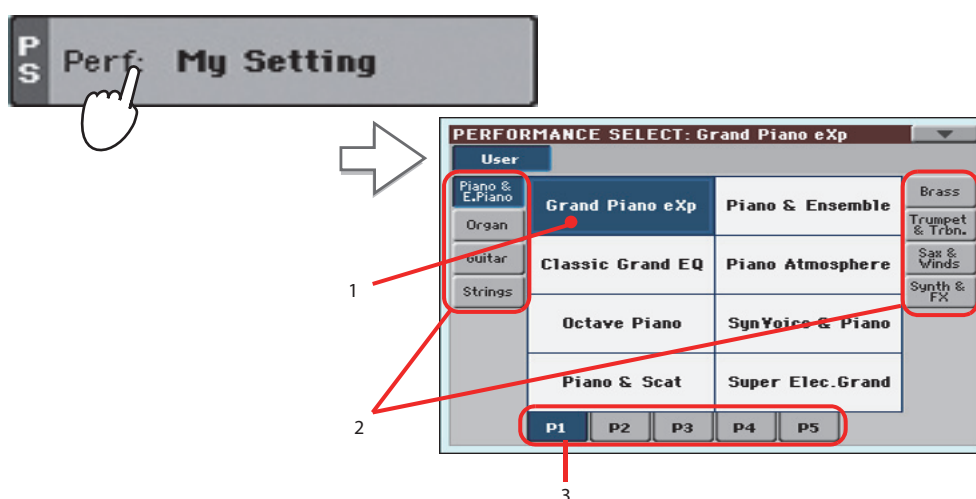 PS
Perf: My Setting
PERFORMANCE SELECT: Grand Piano eXp
User
Piano &
E.Piano
Organ
Guitar
Strings
Grand Piano eXp
Piano & Ensemble
Classic Grand EQ
Piano Atmosphere
Octave Piano
SynVoice & Piano
Piano & Scat
Super Elec.Grand
Brass
Trumpet
& Trbn.
Sax &
Winds
Synth &
FX
P1 P2 P3 P4 P5
1
2
3